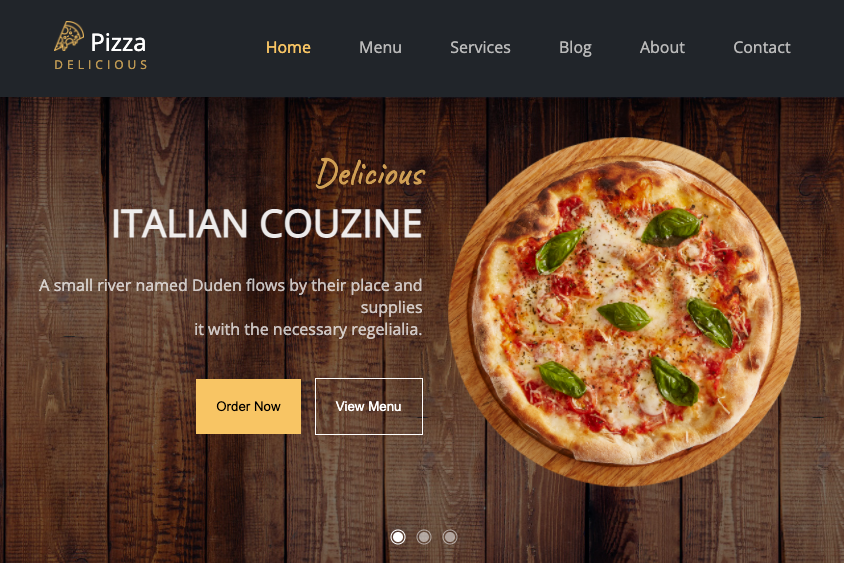 Pizza
DELICIOUS
Home Menu Services Blog About Contact
Delicious
ITALIAN COUZINE
A small river named Duden flows by their place and
supplies
it with the necessary regelialia.
Order Now View Menu